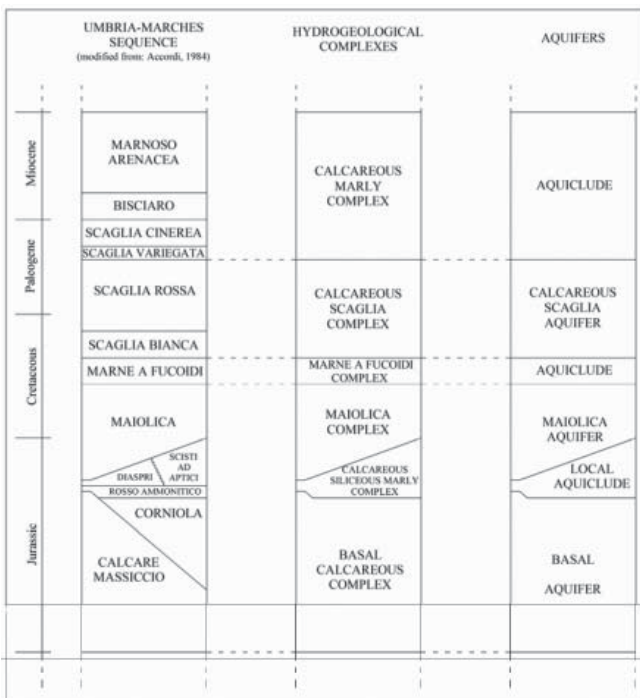 UMBRIA-MARCHES
SEQUENCE
(modified from: Accordi, 1984)
HYDROGEOLOGICAL
COMPLEXES
AQUIFERS
Miocene
Paleogene
Cretaceous
Jurassic
MARNOSO
ARENACEA
BISCIARO
SCAGLIA CINEREA
SCAGLIA VARIEGATA
SCAGLIA ROSSA
SCAGLIA BIANCA
MARNE A FUCOIDI
MAIOLICA
DIASPRI
SCISTI
AD
APTICI
ROSSO AMMONITICO
CORNIOLA
CALCARE
MASSICCIO
CALCAREOUS
MARLY
COMPLEX
CALCAREOUS
SCAGLIA
COMPLEX
MARNE A FUCOIDI
COMPLEX
MAIOLICA
COMPLEX
CALCAREOUS
SILICEOUS MARLY
COMPLEX
BASAL
CALCAREOUS
COMPLEX
AQUICLUDE
CALCAREOUS
SCAGLIA
AQUIFER
AQUICLUDE
MAIOLICA
AQUIFER
LOCAL
AQUICLUDE
BASAL
AQUIFER